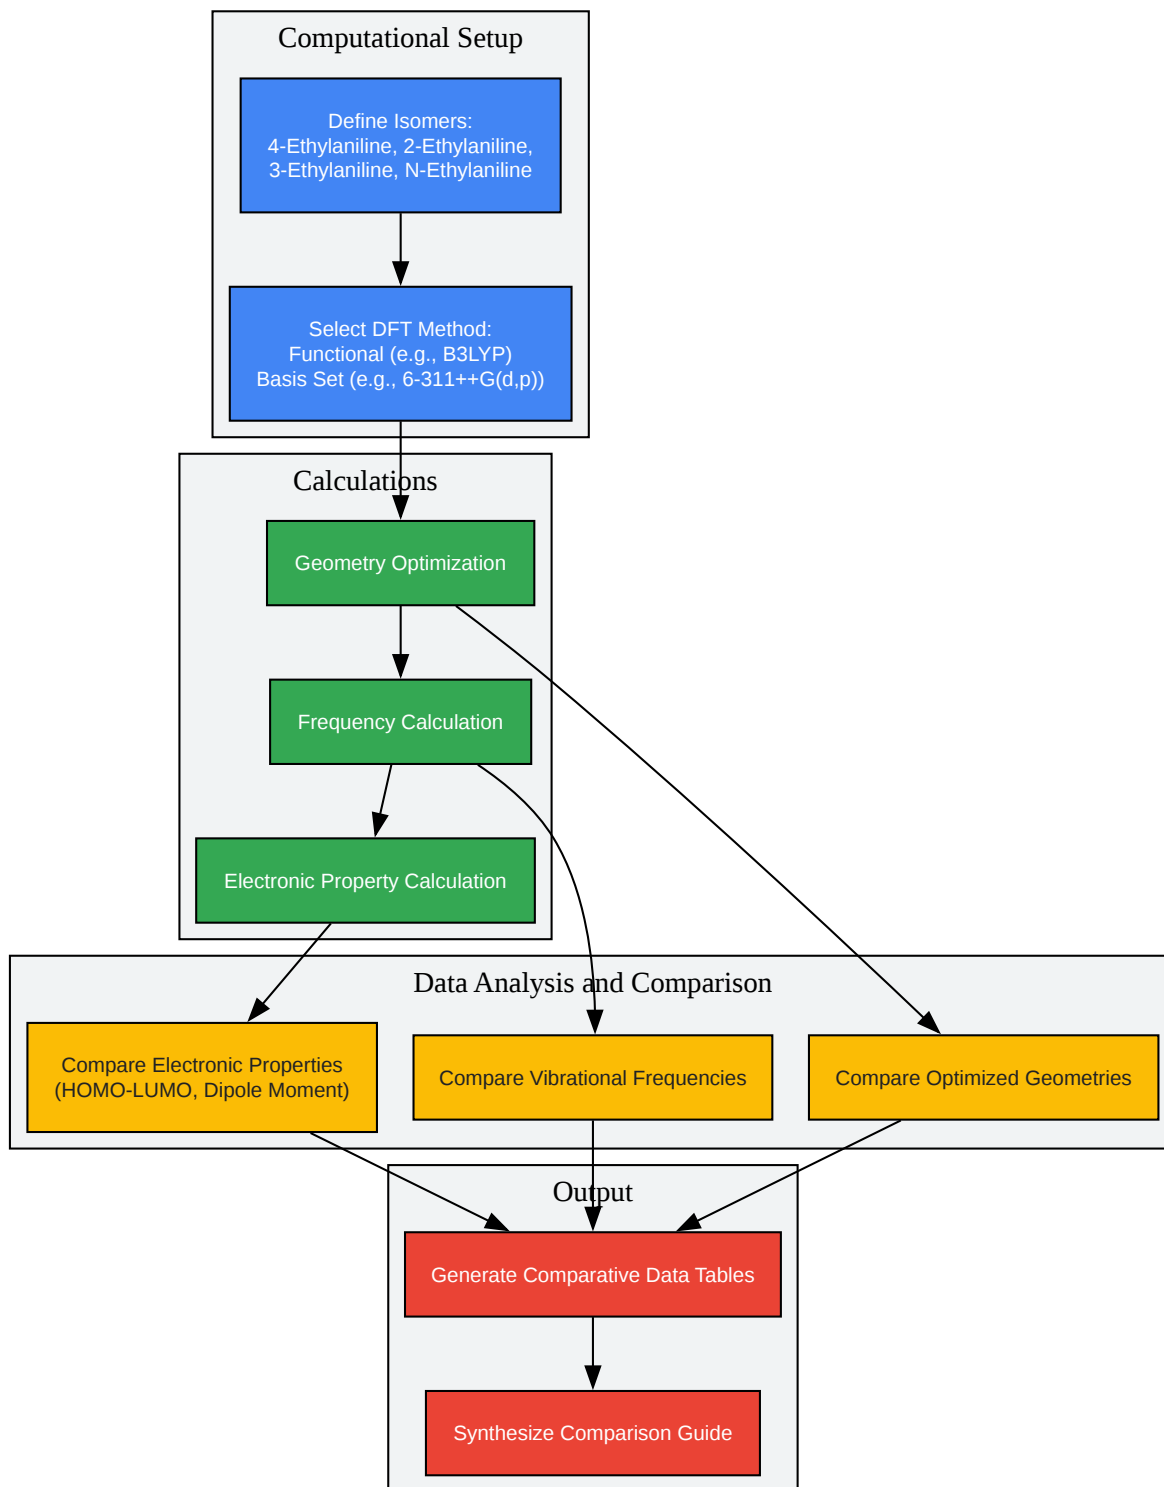 Computational Setup
Define Isomers:
4-Ethylaniline, 2-Ethylaniline,
3-Ethylaniline, N-Ethylaniline
Select DFT Method:
Functional (e.g., B3LYP)
Basis Set (e.g., 6-311++G(d,p))
Calculations
Geometry Optimization
Frequency Calculation
Electronic Property Calculation
Data Analysis and Comparison
Compare Electronic Properties
(HOMO-LUMO, Dipole Moment)
Compare Vibrational Frequencies
Compare Optimized Geometries
Output
Generate Comparative Data Tables
Synthesize Comparison Guide